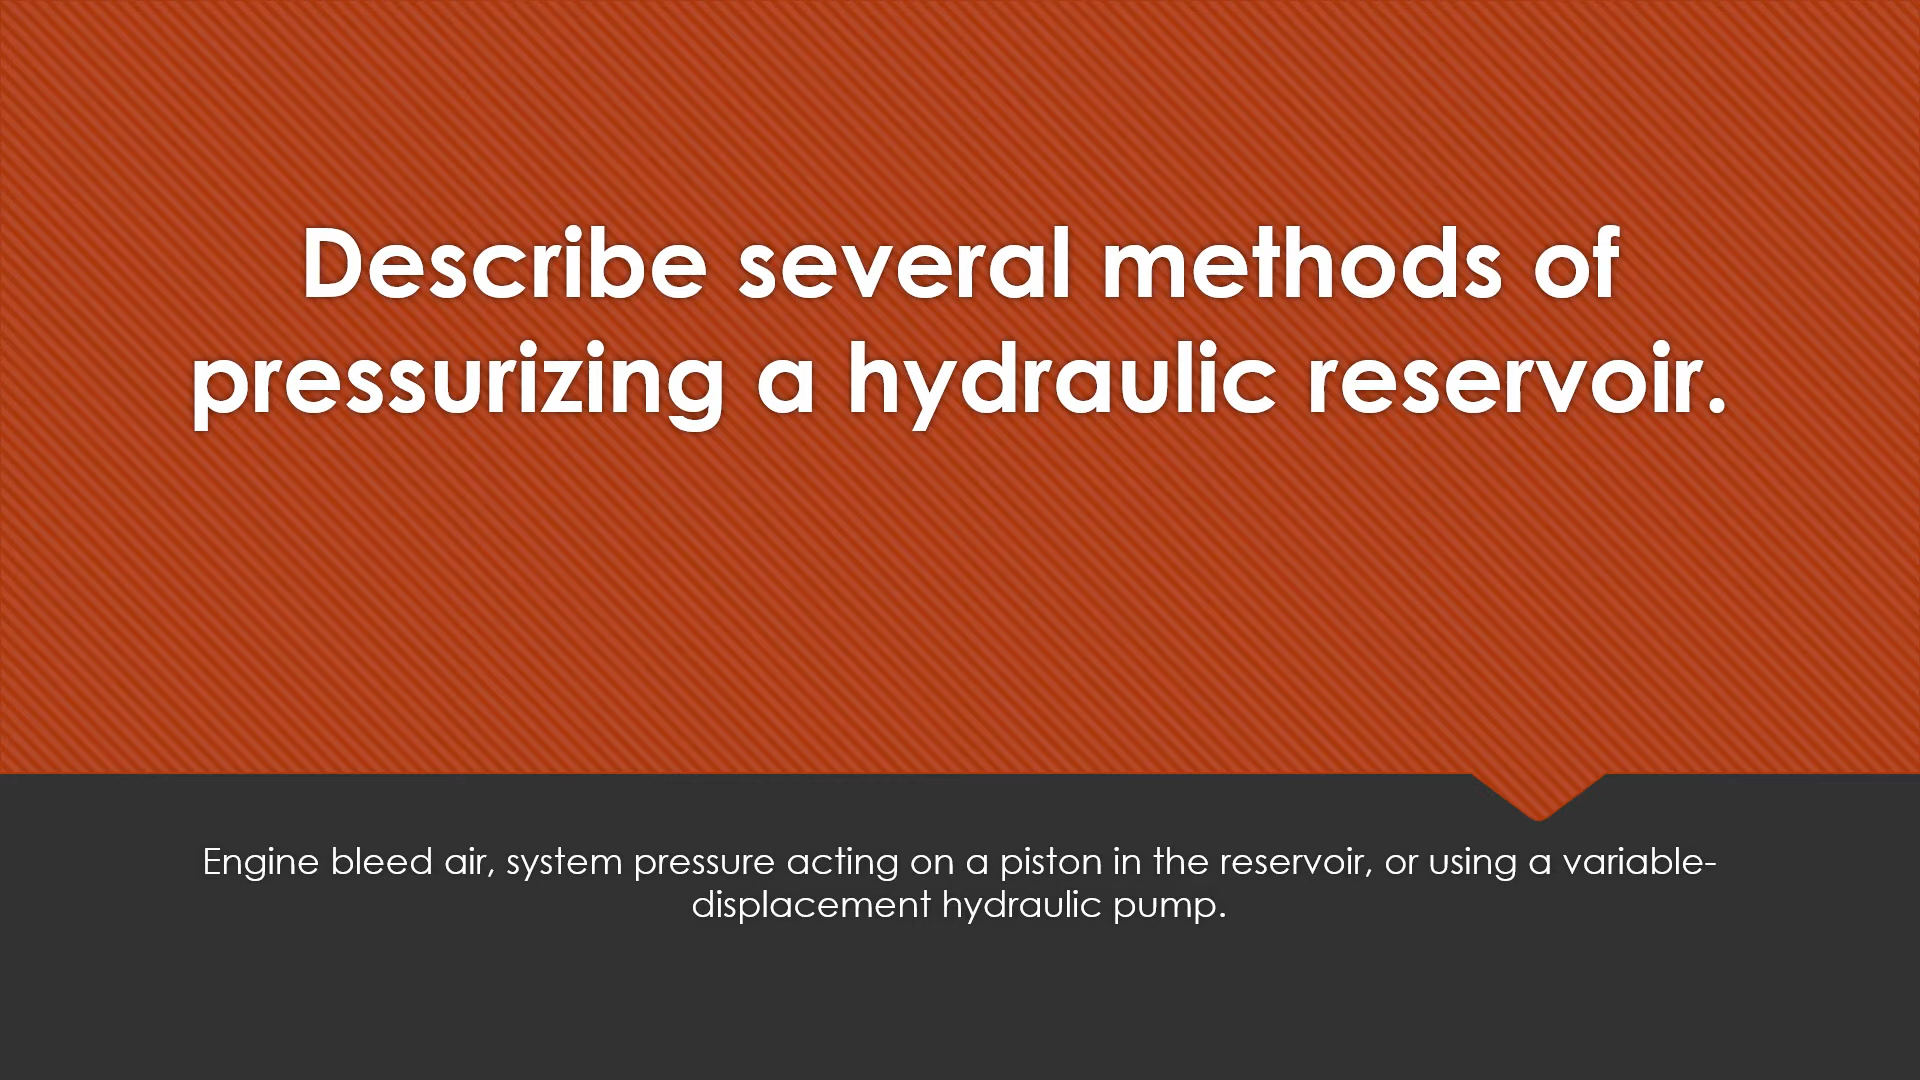 Describe several methods of
pressurizing a hydraulic reservoir.
Engine bleed air, system pressure acting on a piston in the reservoir, or using a variable-
displacement hydraulic pump.